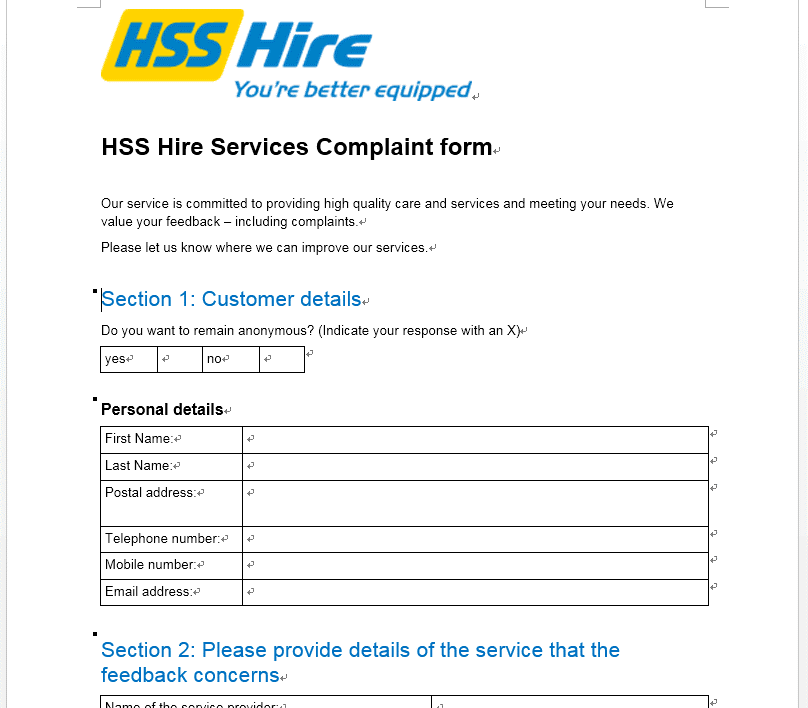 HSS Hire
You're better equipped
HSS Hire Services Complaint form
Our service is committed to providing high quality care and services and meeting your needs. We
value your feedback – including complaints.
Please let us know where we can improve our services.
Section 1: Customer details
Do you want to remain anonymous? (Indicate your response with an X)
yes no
Personal details
First Name:
Last Name:
Postal address:
Telephone number:
Mobile number:
Email address:
Section 2: Please provide details of the service that the
feedback concerns
Name of the service provider: